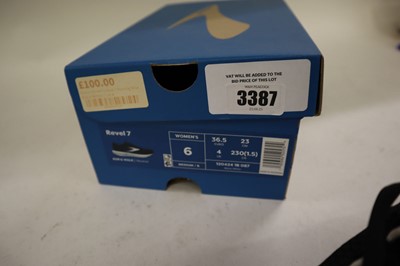 £100.00
VAT WILL BE ADDED TO THE
BID PRICE OF THIS LOT
3387
Revel 7
WOMEN'S
6
36.5
23
4
230(1.5)